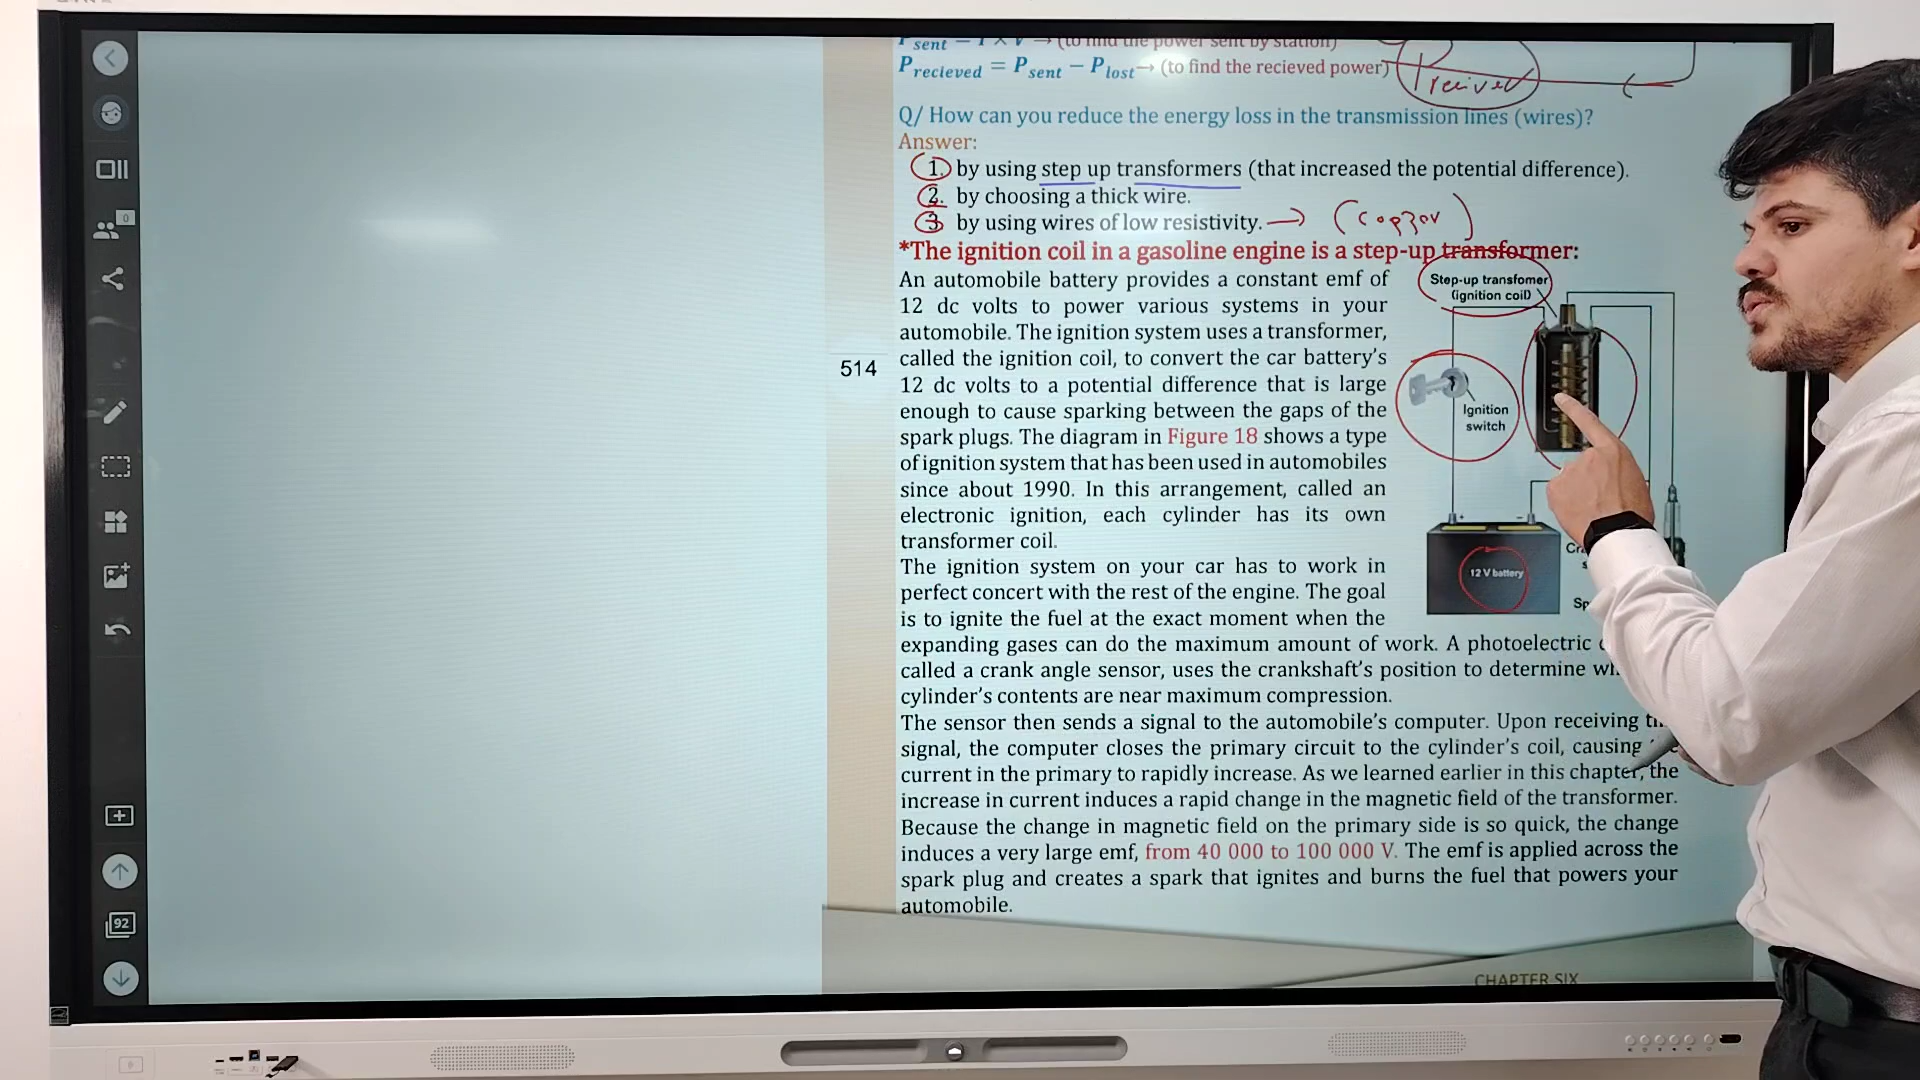 P sent = I × V → (to find the power sent by station)
P recieved = P sent − P lost → (to find the recieved power)
Preived
Q/ How can you reduce the energy loss in the transmission lines (wires)?
Answer:
1. by using step up transformers (that increased the potential difference).
2. by choosing a thick wire.
3 by using wires of low resistivity. →
*The ignition coil in a gasoline engine is a step-up transformer:
An automobile battery provides a constant emf of
12 dc volts to power various systems in your
automobile. The ignition system uses a transformer,
called the ignition coil, to convert the car battery's
12 dc volts to a potential difference that is large
enough to cause sparking between the gaps of the
spark plugs. The diagram in Figure 18 shows a type
of ignition system that has been used in automobiles
since about 1990. In this arrangement, called an
electronic ignition, each cylinder has its own
transformer coil.
The ignition system on your car has to work in
perfect concert with the rest of the engine. The goal
is to ignite the fuel at the exact moment when the
expanding gases can do the maximum amount of work. A photoelectric
called a crank angle sensor, uses the crankshaft's position to determine
cylinder's contents are near maximum compression.
The sensor then sends a signal to the automobile's computer. Upon receiving
signal, the computer closes the primary circuit to the cylinder's coil, causing
current in the primary to rapidly increase. As we learned earlier in this chapter, the
increase in current induces a rapid change in the magnetic field of the transformer.
Because the change in magnetic field on the primary side is so quick, the change
induces a very large emf, from 40 000 to 100 000 V. The emf is applied across the
spark plug and creates a spark that ignites and burns the fuel that powers your
automobile.
Step-up transfomer
(ignition coil)
Ignition
switch
12 V battery
514
CHAPTER SIX
0
92